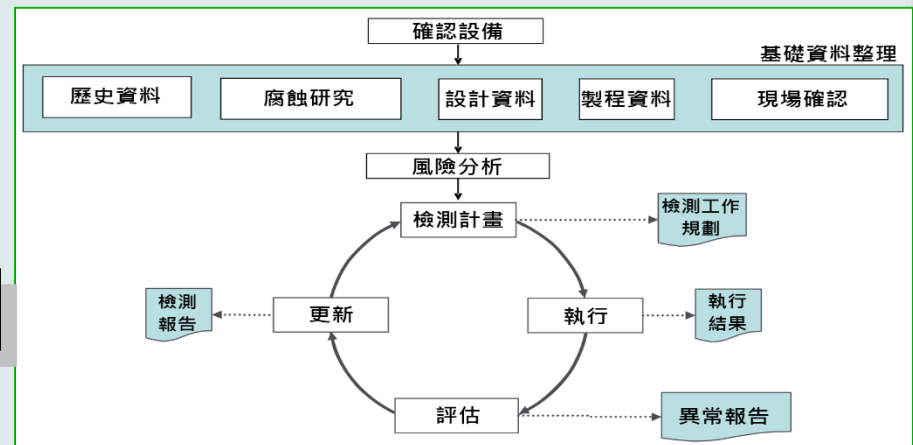 確認設備
基礎資料整理
歷史資料
腐蝕研究
設計資料
製程資料
現場確認
風險分析
檢測計畫
檢測工作
規劃
檢測
報告
更新
執行
執行
結果
評估
異常報告